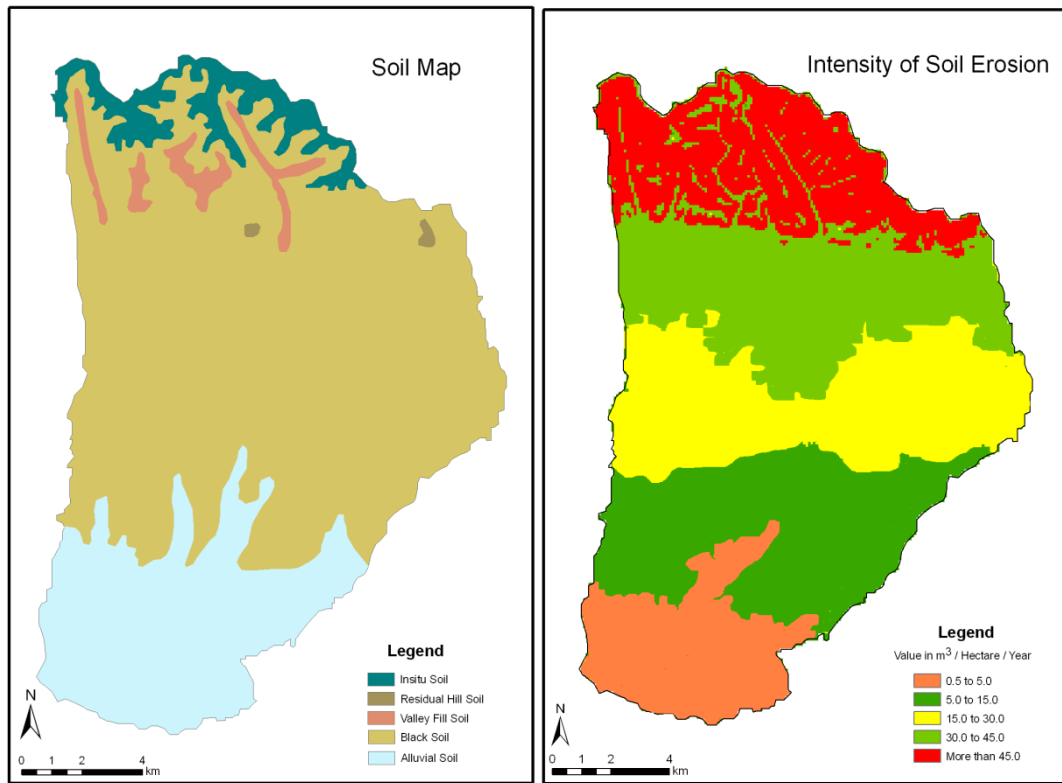 Soil Map
Legend
Insitu Soil
Residual Hill Soil
Valley Fill Soil
Black Soil
Alluvial Soil
N
0 2 4
km
Intensity of Soil Erosion
Legend
Value in m³ / Hectare / Year
0.5 to 5.0
5.0 to 15.0
15.0 to 30.0
30.0 to 45.0
More than 45.0
N
0 2 4
km